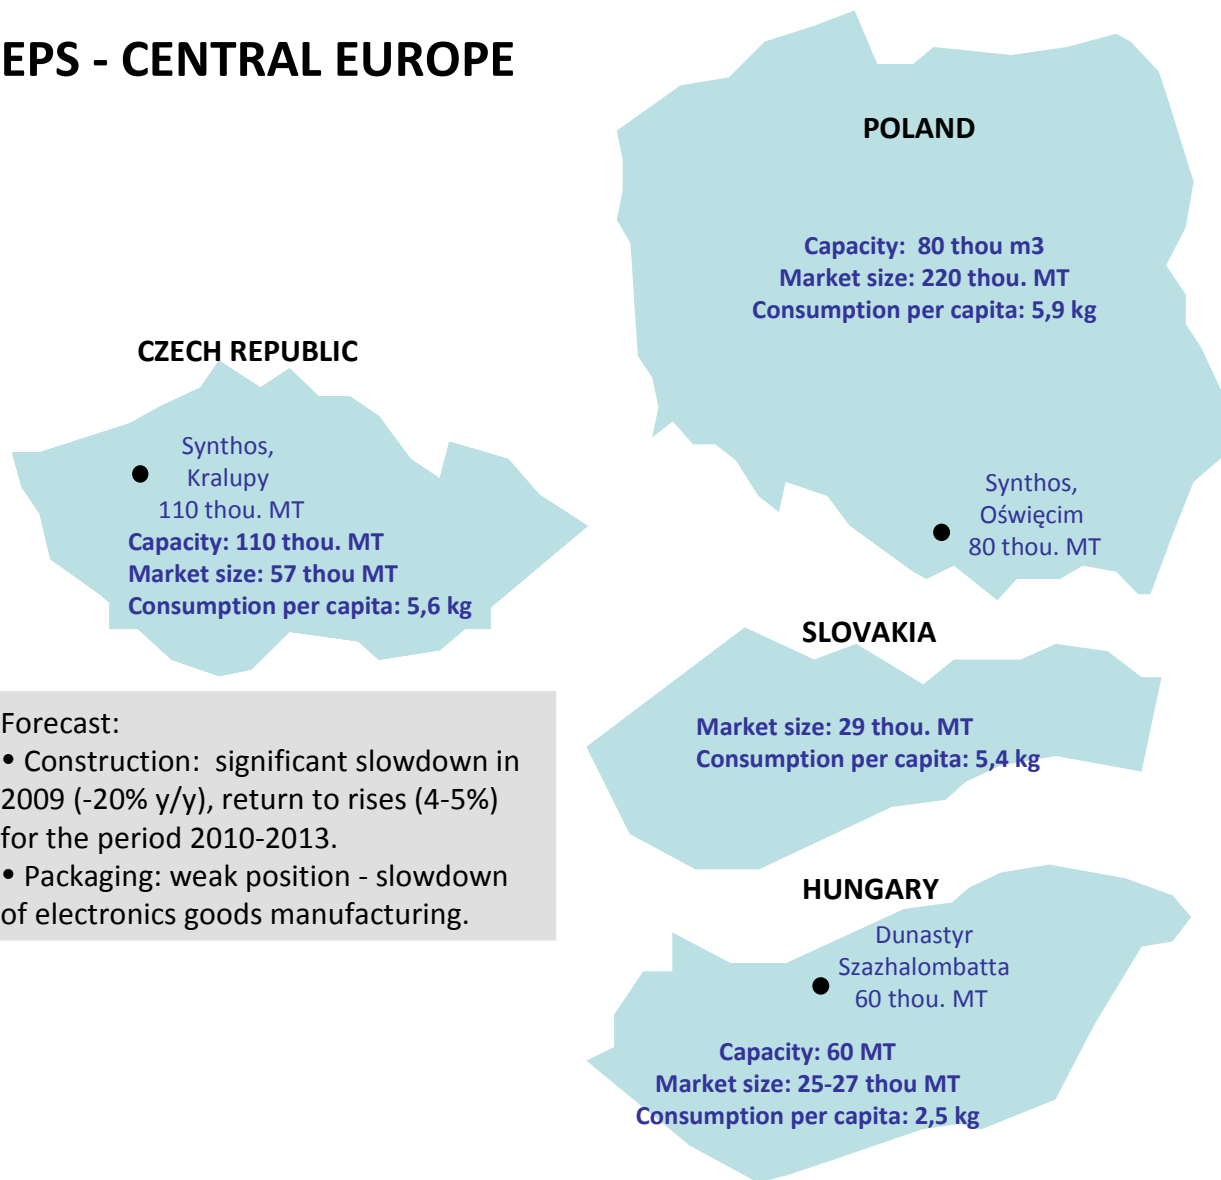 EPS - CENTRAL EUROPE
POLAND
Capacity:  80 thou m3
Market size: 220 thou. MT
Consumption per capita: 5,9 kg
Synthos,
Oświęcim
80 thou. MT
CZECH REPUBLIC
Synthos,
Kralupy
110 thou. MT
Capacity: 110 thou. MT
Market size: 57 thou MT
Consumption per capita: 5,6 kg
SLOVAKIA
Market size: 29 thou. MT
Consumption per capita: 5,4 kg
Forecast:
• Construction:  significant slowdown in
2009 (-20% y/y), return to rises (4-5%)
for the period 2010-2013.
• Packaging: weak position - slowdown
of electronics goods manufacturing.
HUNGARY
Dunastyr
Szazhalombatta
60 thou. MT
Capacity: 60 MT
Market size: 25-27 thou MT
Consumption per capita: 2,5 kg